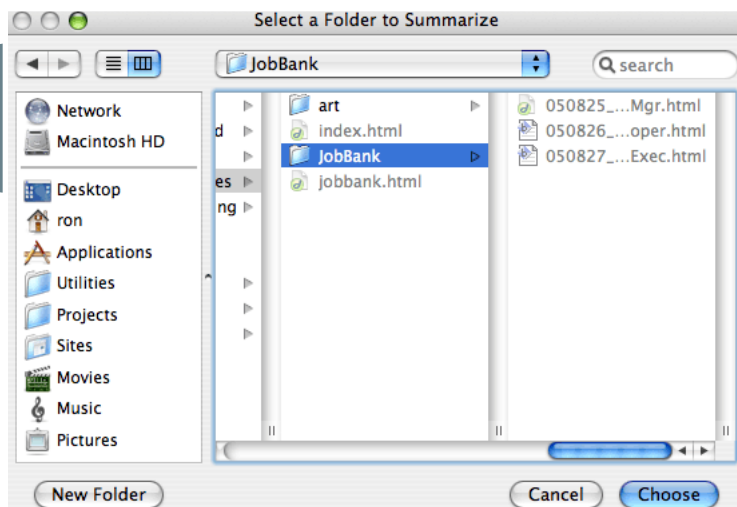 Select a Folder to Summarize
JobBank
search
Network
Macintosh HD
Desktop
ron
Applications
Utilities
Projects
Sites
Movies
Music
Pictures
d
es
ng
art
index.html
JobBank
jobbank.html
050825_...Mgr.html
050826_...oper.html
050827_...Exec.html
New Folder
Cancel
Choose